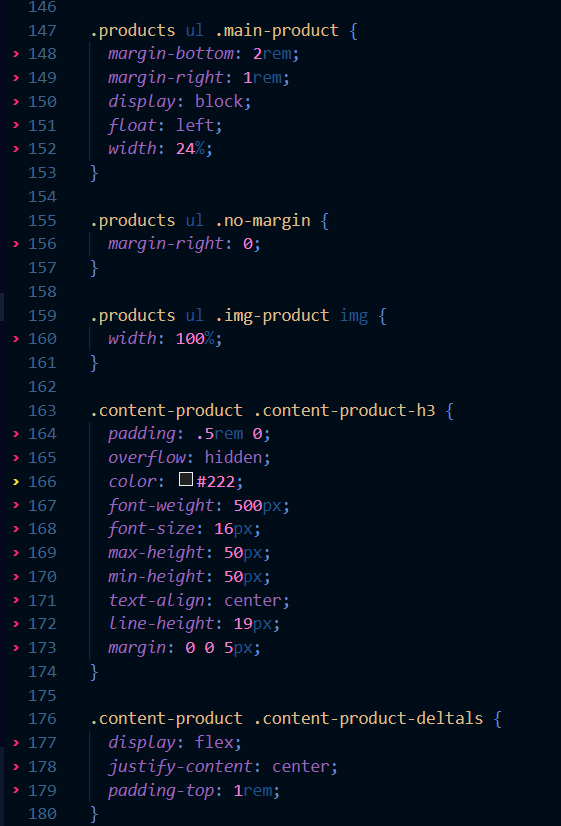 146
147 .products ul .main-product {
148 margin-bottom: 2rem;
149 margin-right: 1rem;
150 display: block;
151 float: left;
152 width: 24%;
153 }
154
155 .products ul .no-margin {
156 margin-right: 0;
157 }
158
159 .products ul .img-product img {
160 width: 100%;
161 }
162
163 .content-product .content-product-h3 {
164 padding: .5rem 0;
165 overflow: hidden;
166 color: #222;
167 font-weight: 500px;
168 font-size: 16px;
169 max-height: 50px;
170 min-height: 50px;
171 text-align: center;
172 line-height: 19px;
173 margin: 0 0 5px;
174 }
175
176 .content-product .content-product-deltals {
177 display: flex;
178 justify-content: center;
179 padding-top: 1rem;
180 }